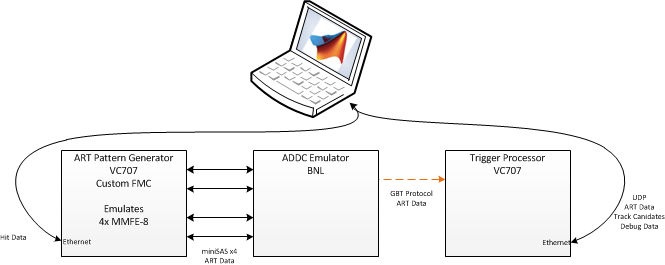 ART Pattern Generator
VC707
Custom FMC
Emulates
4x MMFE-8
Ethernet
Hit Data
miniSAS x4
ART Data
ADDC Emulator
BNL
GBT Protocol
ART Data
Trigger Processor
VC707
Ethernet
UDP
ART Data
Track Canidates
Debug Data